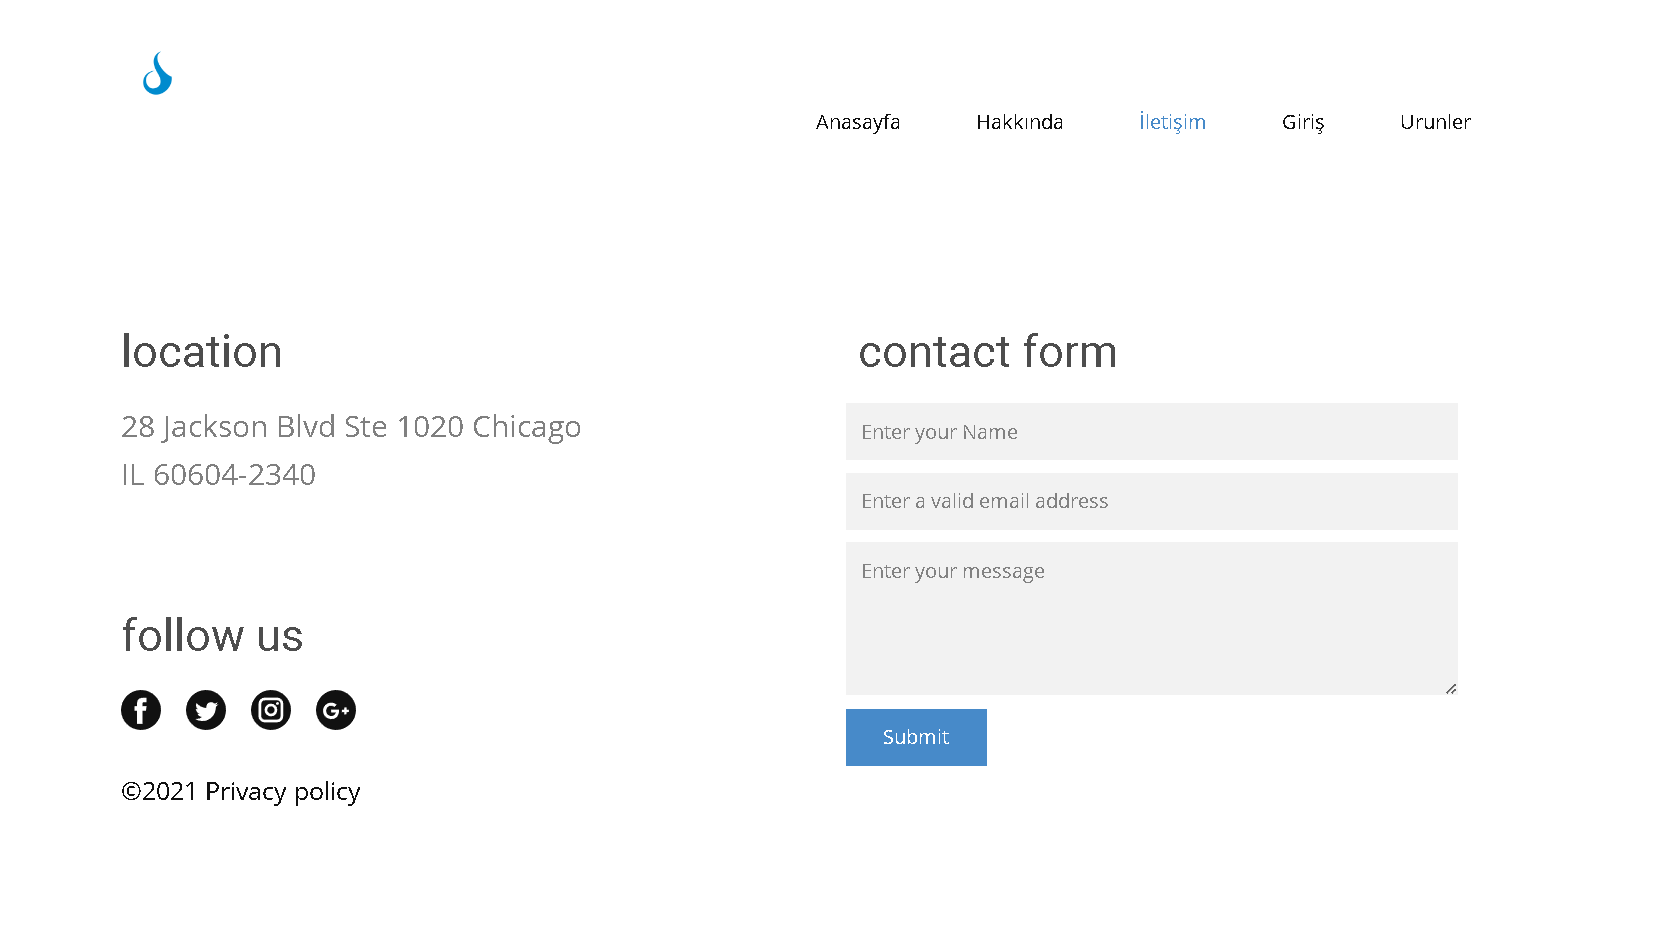 Anasayfa Hakkında İletişim Giriş Urunler
location
28 Jackson Blvd Ste 1020 Chicago
IL 60604-2340
follow us
©2021 Privacy policy
contact form
Enter your Name
Enter a valid email address
Enter your message
Submit